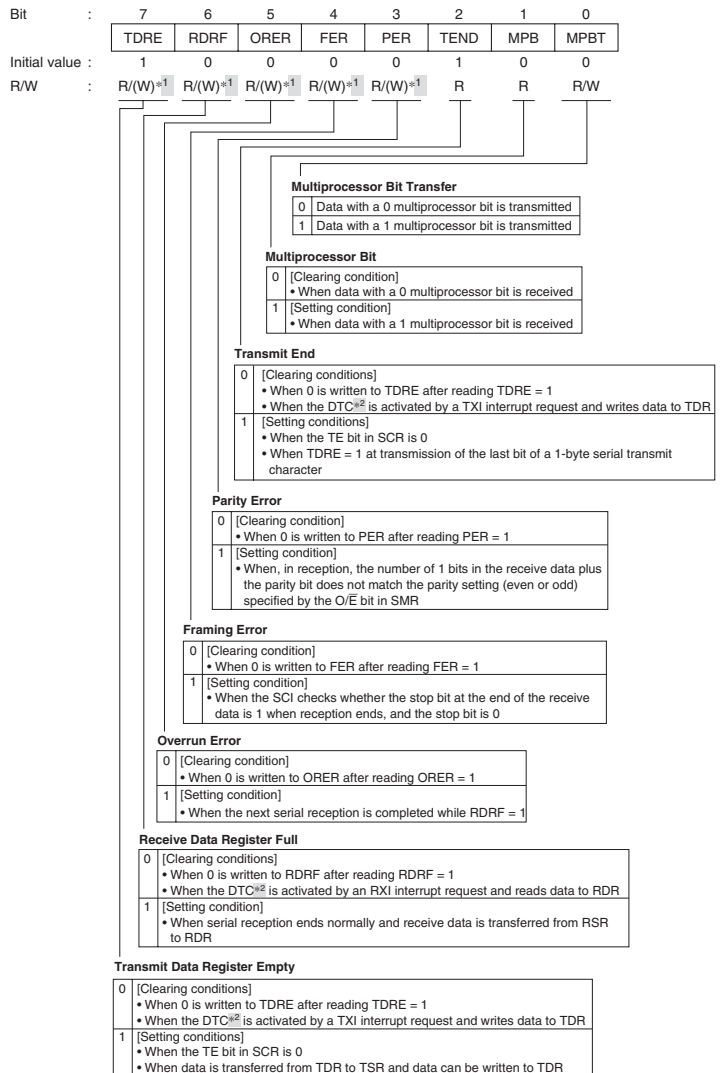 Bit : 7 6 5 4 3 2 1 0
TDRE RDRF ORER FER PER TEND MPB MPBT
Initial value : 1 0 0 0 0 1 0 0
R/W : R/(W)*1 R/(W)*1 R/(W)*1 R/(W)*1 R/(W)*1 R R R/W
Multiprocessor Bit Transfer
0 Data with a 0 multiprocessor bit is transmitted
1 Data with a 1 multiprocessor bit is transmitted
Multiprocessor Bit
0 [Clearing condition]
• When data with a 0 multiprocessor bit is received
1 [Setting condition]
• When data with a 1 multiprocessor bit is received
Transmit End
0 [Clearing conditions]
• When 0 is written to TDRE after reading TDRE = 1
• When the DTC*2 is activated by a TXI interrupt request and writes data to TDR
1 [Setting conditions]
• When the TE bit in SCR is 0
• When TDRE = 1 at transmission of the last bit of a 1-byte serial transmit
character
Parity Error
0 [Clearing condition]
• When 0 is written to PER after reading PER = 1
1 [Setting condition]
• When, in reception, the number of 1 bits in the receive data plus
the parity bit does not match the parity setting (even or odd)
specified by the O/E̅ bit in SMR
Framing Error
0 [Clearing condition]
• When 0 is written to FER after reading FER = 1
1 [Setting condition]
• When the SCI checks whether the stop bit at the end of the receive
data is 1 when reception ends, and the stop bit is 0
Overrun Error
0 [Clearing condition]
• When 0 is written to ORER after reading ORER = 1
1 [Setting condition]
• When the next serial reception is completed while RDRF = 1
Receive Data Register Full
0 [Clearing conditions]
• When 0 is written to RDRF after reading RDRF = 1
• When the DTC*2 is activated by an RXI interrupt request and reads data to RDR
1 [Setting condition]
• When serial reception ends normally and receive data is transferred from RSR
to RDR
Transmit Data Register Empty
0 [Clearing conditions]
• When 0 is written to TDRE after reading TDRE = 1
• When the DTC*2 is activated by a TXI interrupt request and writes data to TDR
1 [Setting conditions]
• When the TE bit in SCR is 0
• When data is transferred from TDR to TSR and data can be written to TDR